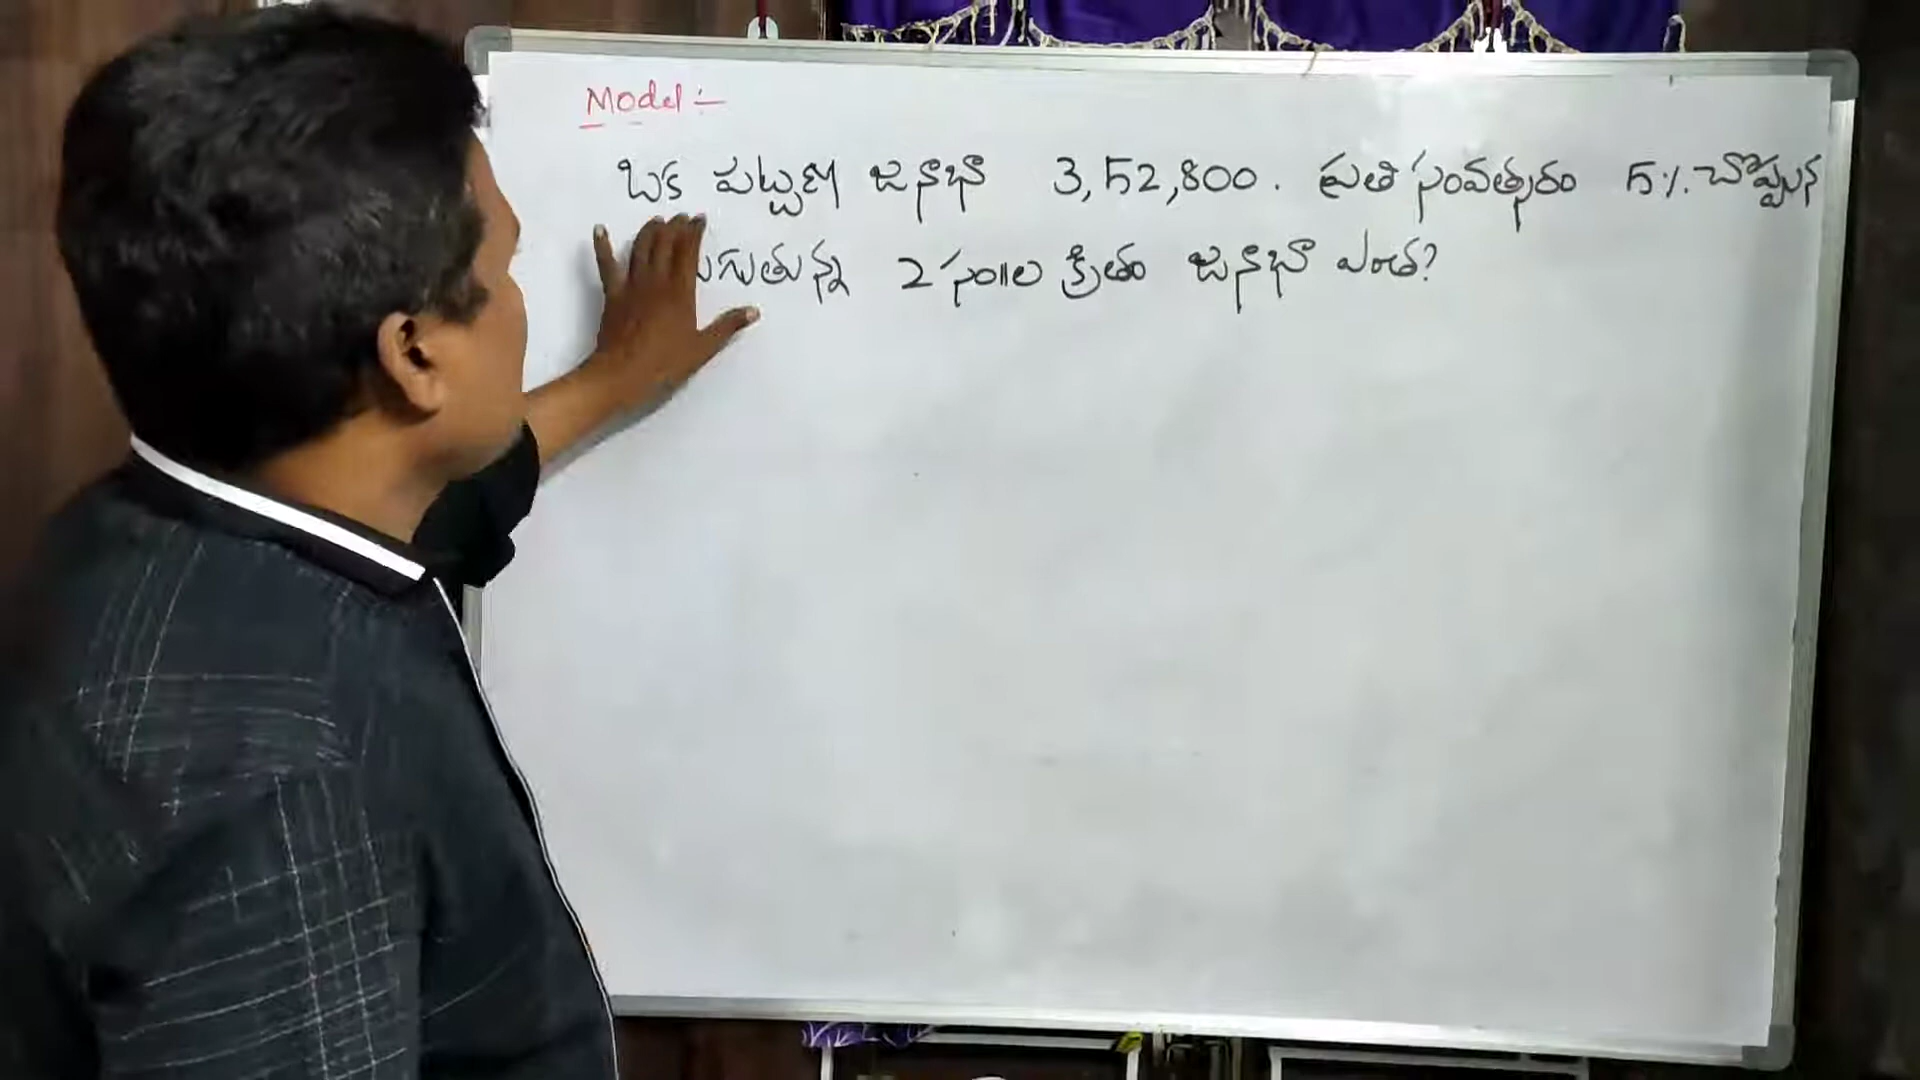 Model :-
ఒక పట్టణ జనాభా 3,52,800. ప్రతి సంవత్సరం 5% చొప్పున
2 సం॥ల క్రితం జనాభా ఎంత?